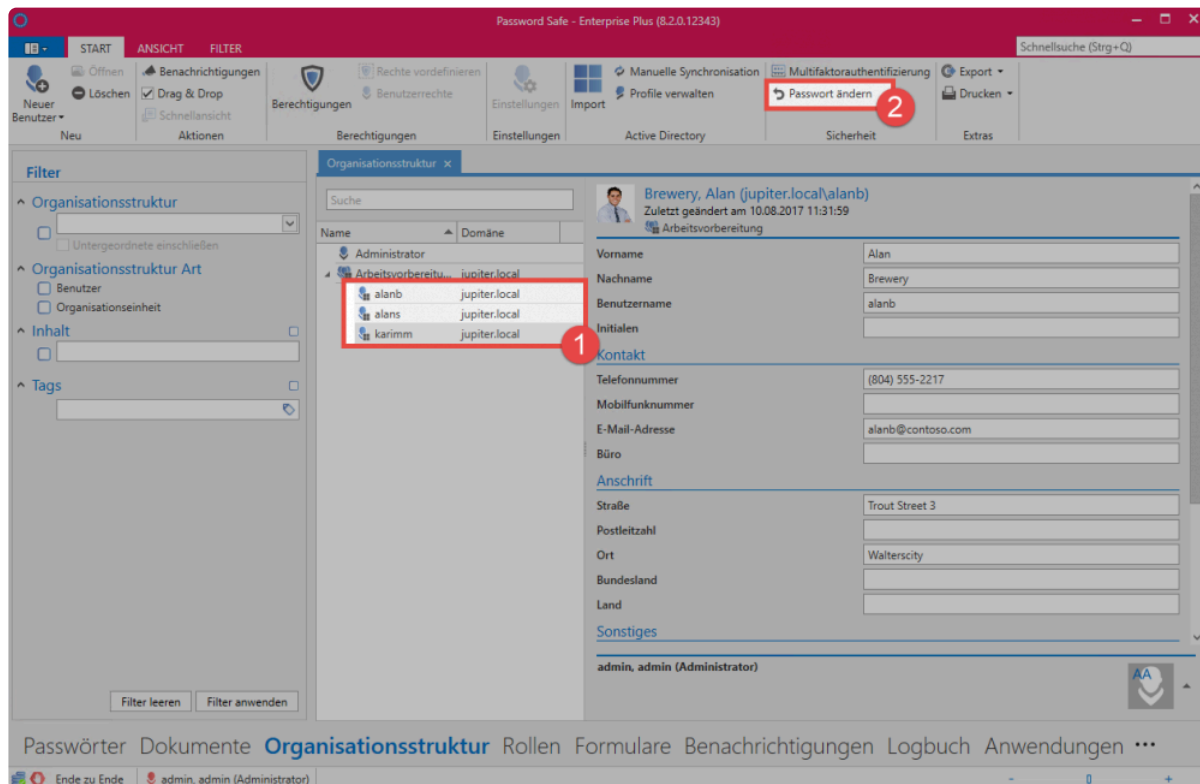 Password Safe - Enterprise Plus (8.2.0.12343)
START ANSICHT FILTER
Schnellsuche (Strg+Q)
Neuer Benutzer
Öffnen
Löschen
Neu
Benachrichtigungen
Drag & Drop
Schnellansicht
Aktionen
Berechtigungen
Rechte vordefinieren
Benutzerrechte
Berechtigungen
Einstellungen
Einstellungen
Import
Manuelle Synchronisation
Profile verwalten
Active Directory
Multifaktorauthentifizierung
Passwort ändern
2
Sicherheit
Export
Drucken
Extras
Filter
Organisationsstruktur
Untergeordnete einschließen
Organisationsstruktur Art
Benutzer
Organisationseinheit
Inhalt
Tags
Filter leeren Filter anwenden
Organisationsstruktur ×
Suche
Name Domäne
Administrator
Arbeitsvorbereitu... jupiter.local
alanb jupiter.local
alans jupiter.local
karimm jupiter.local
1
Brewery, Alan (jupiter.local\alanb)
Zuletzt geändert am 10.08.2017 11:31:59
Arbeitsvorbereitung
Vorname Alan
Nachname Brewery
Benutzername alanb
Initialen
Kontakt
Telefonnummer (804) 555-2217
Mobilfunknummer
E-Mail-Adresse alanb@contoso.com
Büro
Anschrift
Straße Trout Street 3
Postleitzahl
Ort Walterscity
Bundesland
Land
Sonstiges
admin, admin (Administrator)
AA
Passwörter Dokumente Organisationsstruktur Rollen Formulare Benachrichtigungen Logbuch Anwendungen •••
Ende zu Ende admin, admin (Administrator) - +